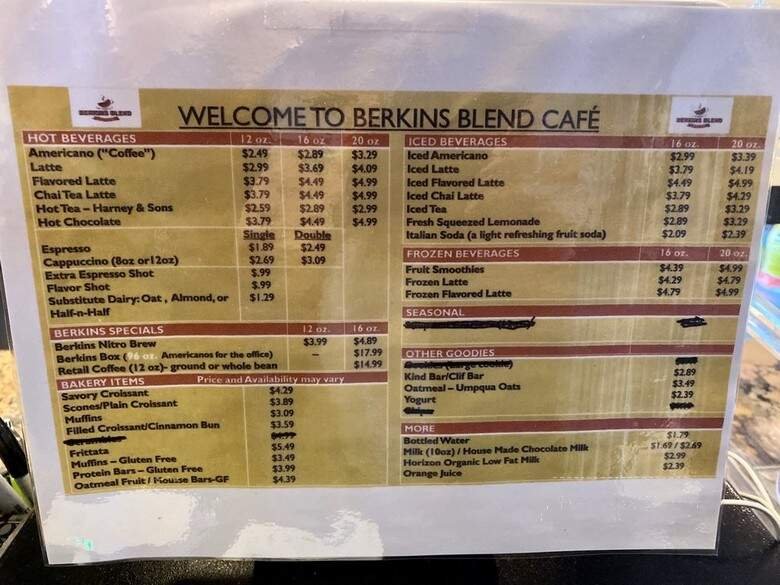 BERKINS BLEND
WELCOME TO BERKINS BLEND CAFÉ
BERKINS BLEND
HOT BEVERAGES 12 oz. 16 oz. 20 oz
Americano ("Coffee") $2.49 $2.89 $3.29
Latte $2.99 $3.69 $4.09
Flavored Latte $3.79 $4.49 $4.99
Chai Tea Latte $3.79 $4.49 $4.99
Hot Tea – Harney & Sons $2.59 $2.89 $2.99
Hot Chocolate $3.79 $4.49 $4.99
Single Double
Espresso $1.89 $2.49
Cappuccino (8oz or12oz) $2.69 $3.09
Extra Espresso Shot $.99
Flavor Shot $.99
Substitute Dairy: Oat , Almond, or $1.29
Half-n-Half
BERKINS SPECIALS 12 oz. 16 oz.
Berkins Nitro Brew $3.99 $4.89
Berkins Box (96 oz. Americanos for the office) – $17.99
Retail Coffee (12 oz)- ground or whole bean $14.99
BAKERY ITEMS Price and Availability may vary
Savory Croissant $4.29
Scones/Plain Croissant $3.89
Muffins $3.09
Filled Croissant/Cinnamon Bun $3.59
Frittata $5.49
Muffins – Gluten Free $3.49
Protein Bars – Gluten Free $3.99
Oatmeal Fruit / Mousse Bars-GF $4.39
ICED BEVERAGES 16 oz. 20 oz.
Iced Americano $2.99 $3.39
Iced Latte $3.79 $4.19
Iced Flavored Latte $4.49 $4.99
Iced Chai Latte $3.79 $4.29
Iced Tea $2.89 $3.29
Fresh Squeezed Lemonade $2.89 $3.29
Italian Soda (a light refreshing fruit soda) $2.09 $2.39
FROZEN BEVERAGES 16 oz. 20 oz.
Fruit Smoothies $4.39 $4.99
Frozen Latte $4.29 $4.79
Frozen Flavored Latte $4.79 $4.99
SEASONAL
OTHER GOODIES
Kind Bar/Clif Bar $2.89
Oatmeal – Umpqua Oats $3.49
Yogurt $2.39
MORE
Bottled Water $1.79
Milk (10oz) / House Made Chocolate Milk $1.69 / $2.69
Horizon Organic Low Fat Milk $2.99
Orange Juice $2.39